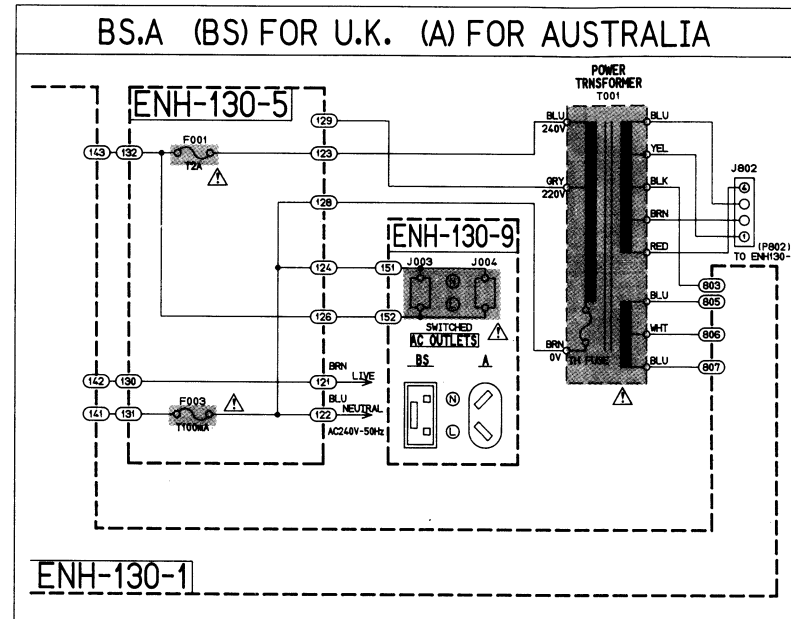 BS.A (BS) FOR U.K. (A) FOR AUSTRALIA
POWER
TRNSFORMER
T001
ENH-130-5
129
BLU
240V
BLU
F001
143
132
T2A
123
YEL
J802
GRY
220V
BLK
4
128
BRN
1
ENH-130-9
RED
(P802)
TO ENH130-
124
151
J003
J004
N
L
803
BLU
805
126
152
SWITCHED
AC OUTLETS
WHT
806
BRN
0V
TH FUSE
BLU
807
BS
A
142
130
BRN
121
LIVE
N
F003
BLU
141
131
122
NEUTRAL
T100MA
AC240V-50Hz
L
ENH-130-1